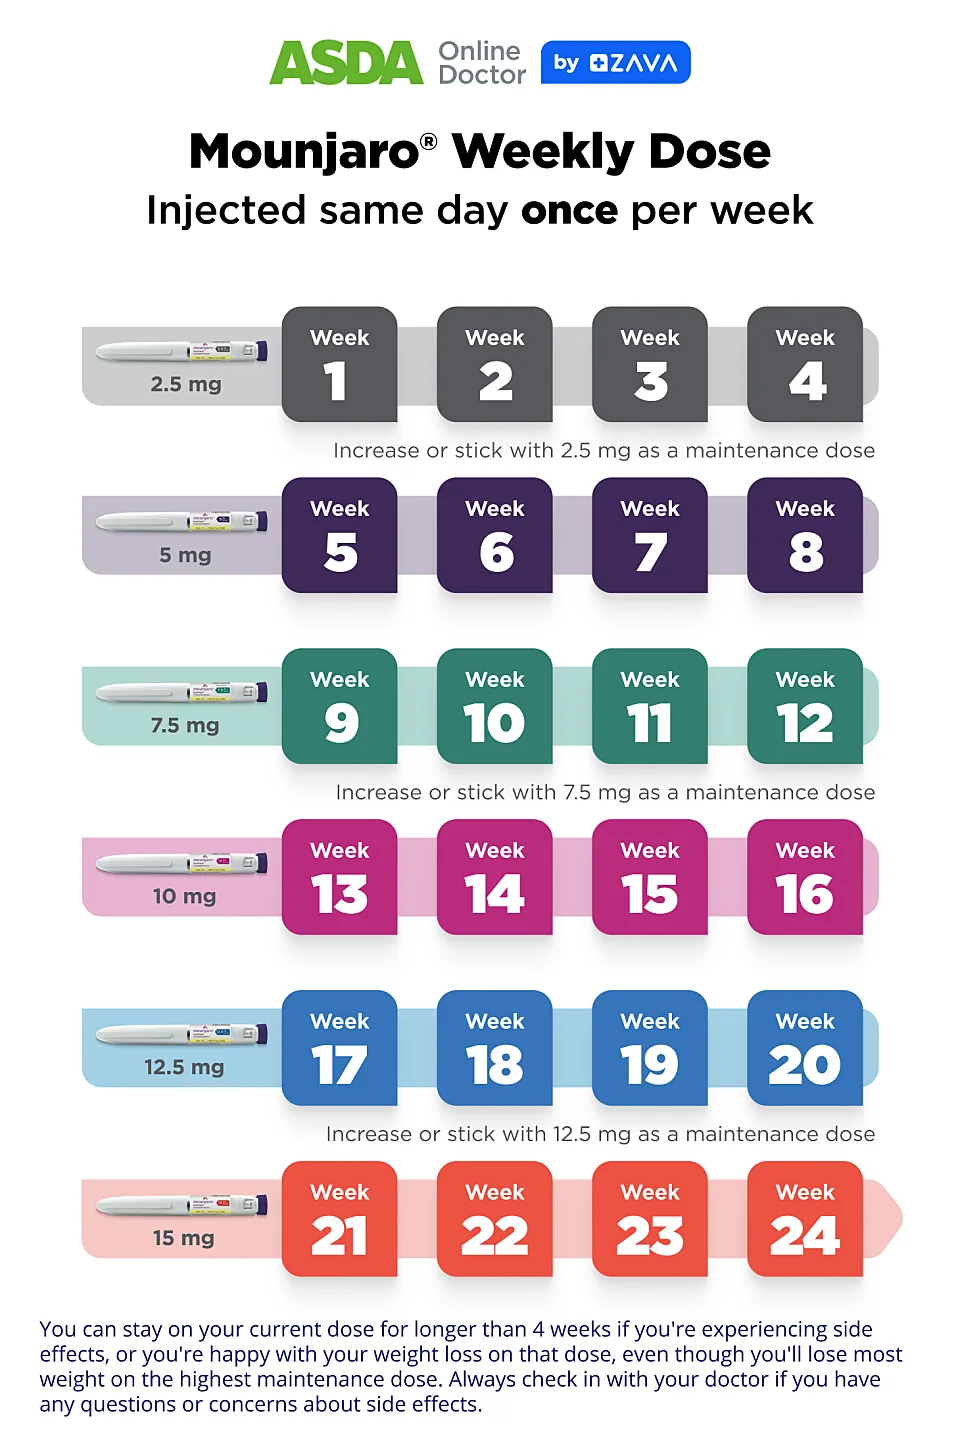 ASDA Online Doctor by ZAVA
Mounjaro® Weekly Dose
Injected same day once per week
2.5 mg
Week 1
Week 2
Week 3
Week 4
Increase or stick with 2.5 mg as a maintenance dose
5 mg
Week 5
Week 6
Week 7
Week 8
7.5 mg
Week 9
Week 10
Week 11
Week 12
Increase or stick with 7.5 mg as a maintenance dose
10 mg
Week 13
Week 14
Week 15
Week 16
12.5 mg
Week 17
Week 18
Week 19
Week 20
Increase or stick with 12.5 mg as a maintenance dose
15 mg
Week 21
Week 22
Week 23
Week 24
You can stay on your current dose for longer than 4 weeks if you're experiencing side
effects, or you're happy with your weight loss on that dose, even though you'll lose most
weight on the highest maintenance dose. Always check in with your doctor if you have
any questions or concerns about side effects.